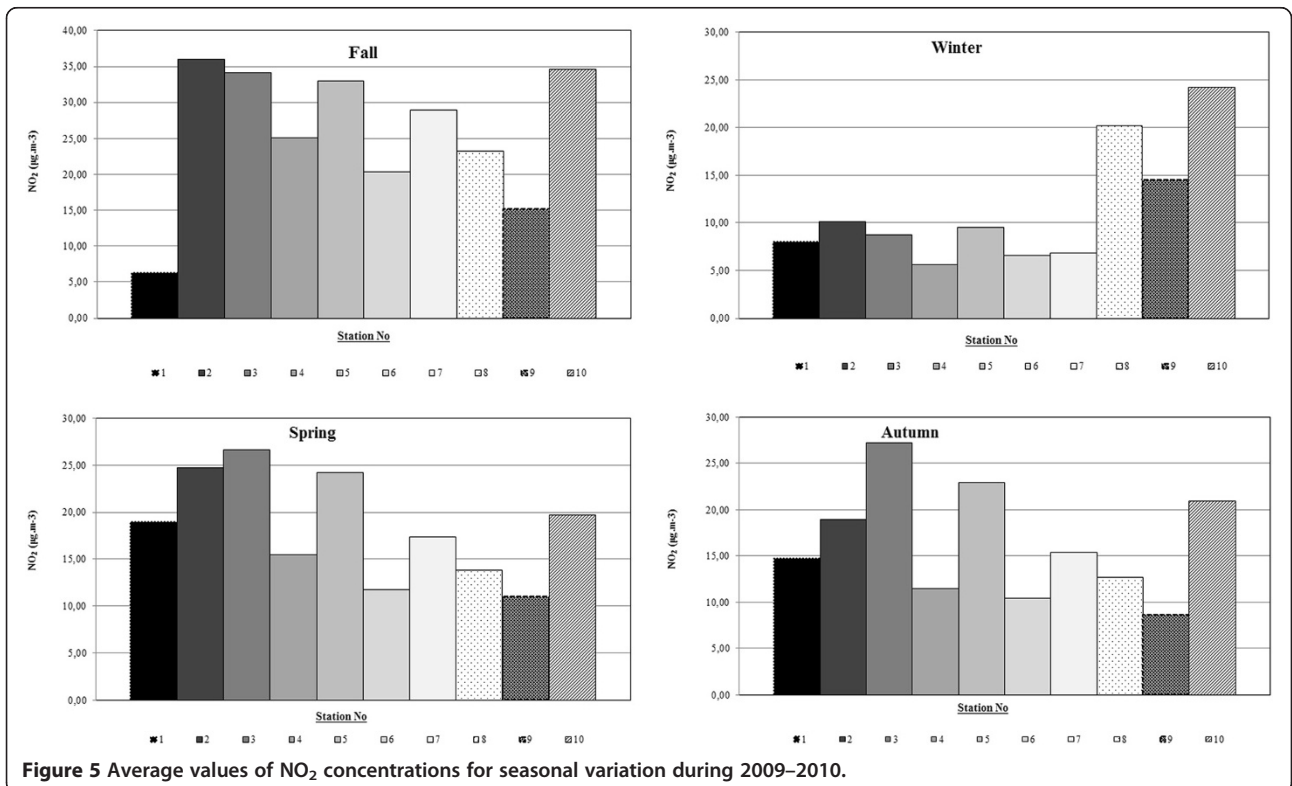 Fall
NO₂ (µg.m-3)
40,00
35,00
30,00
25,00
20,00
15,00
10,00
5,00
0,00
Station No
1 2 3 4 5 6 7 8 9 10
Winter
NO₂ (µg.m-3)
30,00
25,00
20,00
15,00
10,00
5,00
0,00
Station No
1 2 3 4 5 6 7 8 9 10
Spring
NO₂ (µg.m-3)
30,00
25,00
20,00
15,00
10,00
5,00
0,00
Station No
1 2 3 4 5 6 7 8 9 10
Autumn
NO₂ (µg.m-3)
30,00
25,00
20,00
15,00
10,00
5,00
0,00
Station No
1 2 3 4 5 6 7 8 9 10
Figure 5 Average values of NO₂ concentrations for seasonal variation during 2009–2010.